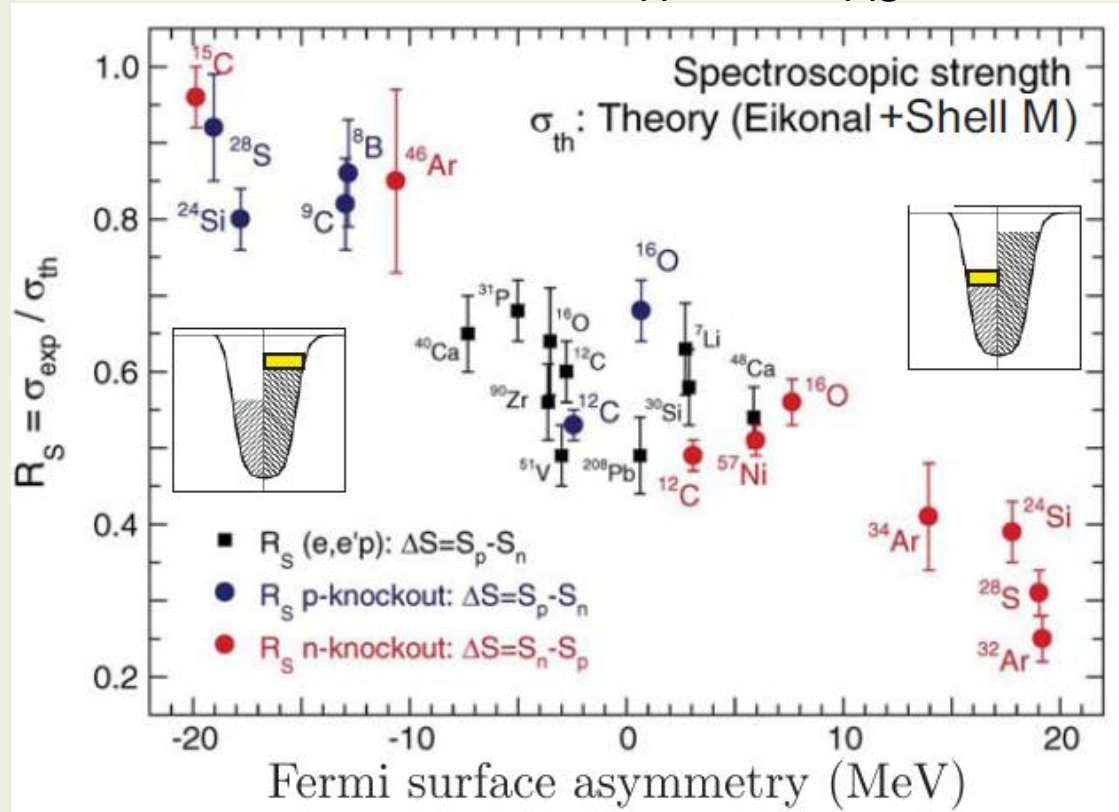 Spectroscopic strength
σth: Theory (Eikonal +Shell M)
RS = σexp / σth
1.0
0.8
0.6
0.4
0.2
15C
28S
24Si
8B
9C
46Ar
16O
31P
16O
40Ca
12C
7Li
48Ca
90Zr
12C
30Si
16O
51V
208Pb
12C
57Ni
34Ar
24Si
28S
32Ar
RS (e,e'p): ΔS=Sp-Sn
RS p-knockout: ΔS=Sp-Sn
RS n-knockout: ΔS=Sn-Sp
-20 -10 0 10 20
Fermi surface asymmetry (MeV)